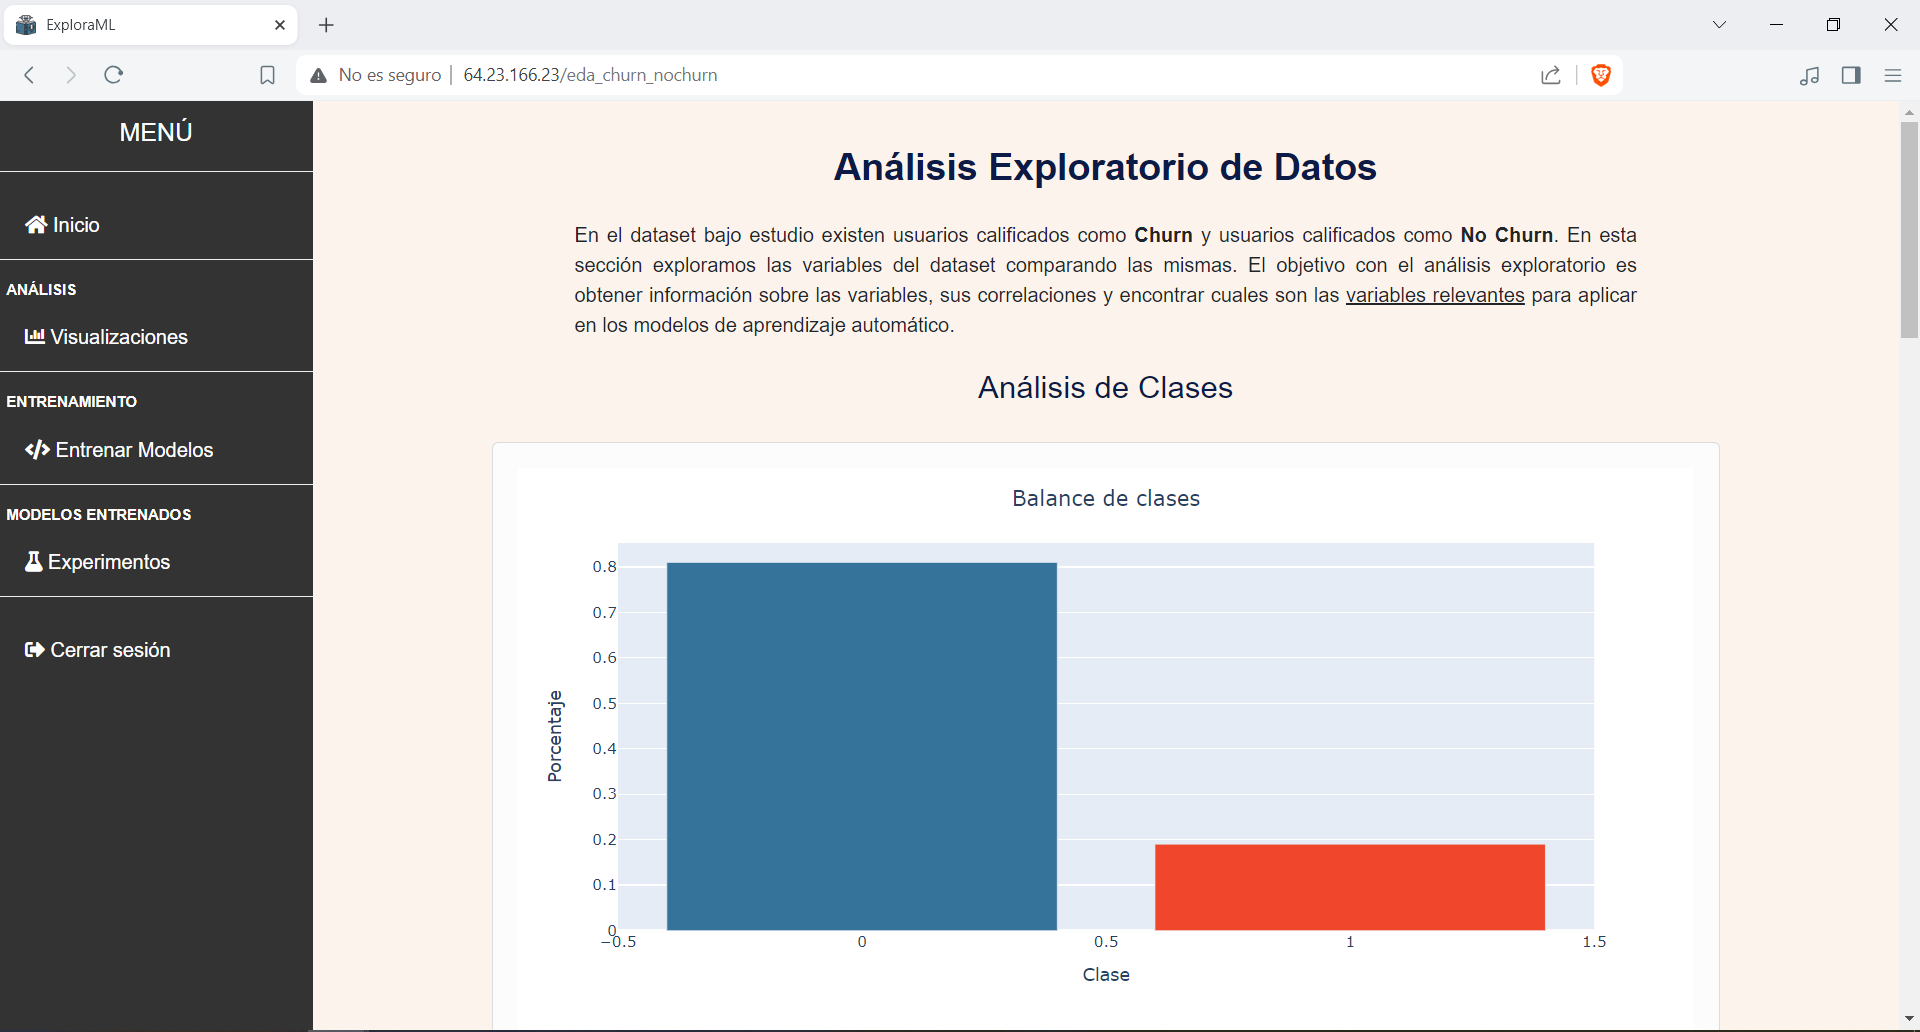 ExploraML
No es seguro 64.23.166.23/eda_churn_nochurn
MENÚ
Inicio
ANÁLISIS
Visualizaciones
ENTRENAMIENTO
Entrenar Modelos
MODELOS ENTRENADOS
Experimentos
Cerrar sesión
Análisis Exploratorio de Datos
En el dataset bajo estudio existen usuarios calificados como Churn y usuarios calificados como No Churn. En esta
sección exploramos las variables del dataset comparando las mismas. El objetivo con el análisis exploratorio es
obtener información sobre las variables, sus correlaciones y encontrar cuales son las variables relevantes para aplicar
en los modelos de aprendizaje automático.
Análisis de Clases
Balance de clases
Porcentaje
0.8
0.7
0.6
0.5
0.4
0.3
0.2
0.1
0
−0.5 0 0.5 1 1.5
Clase